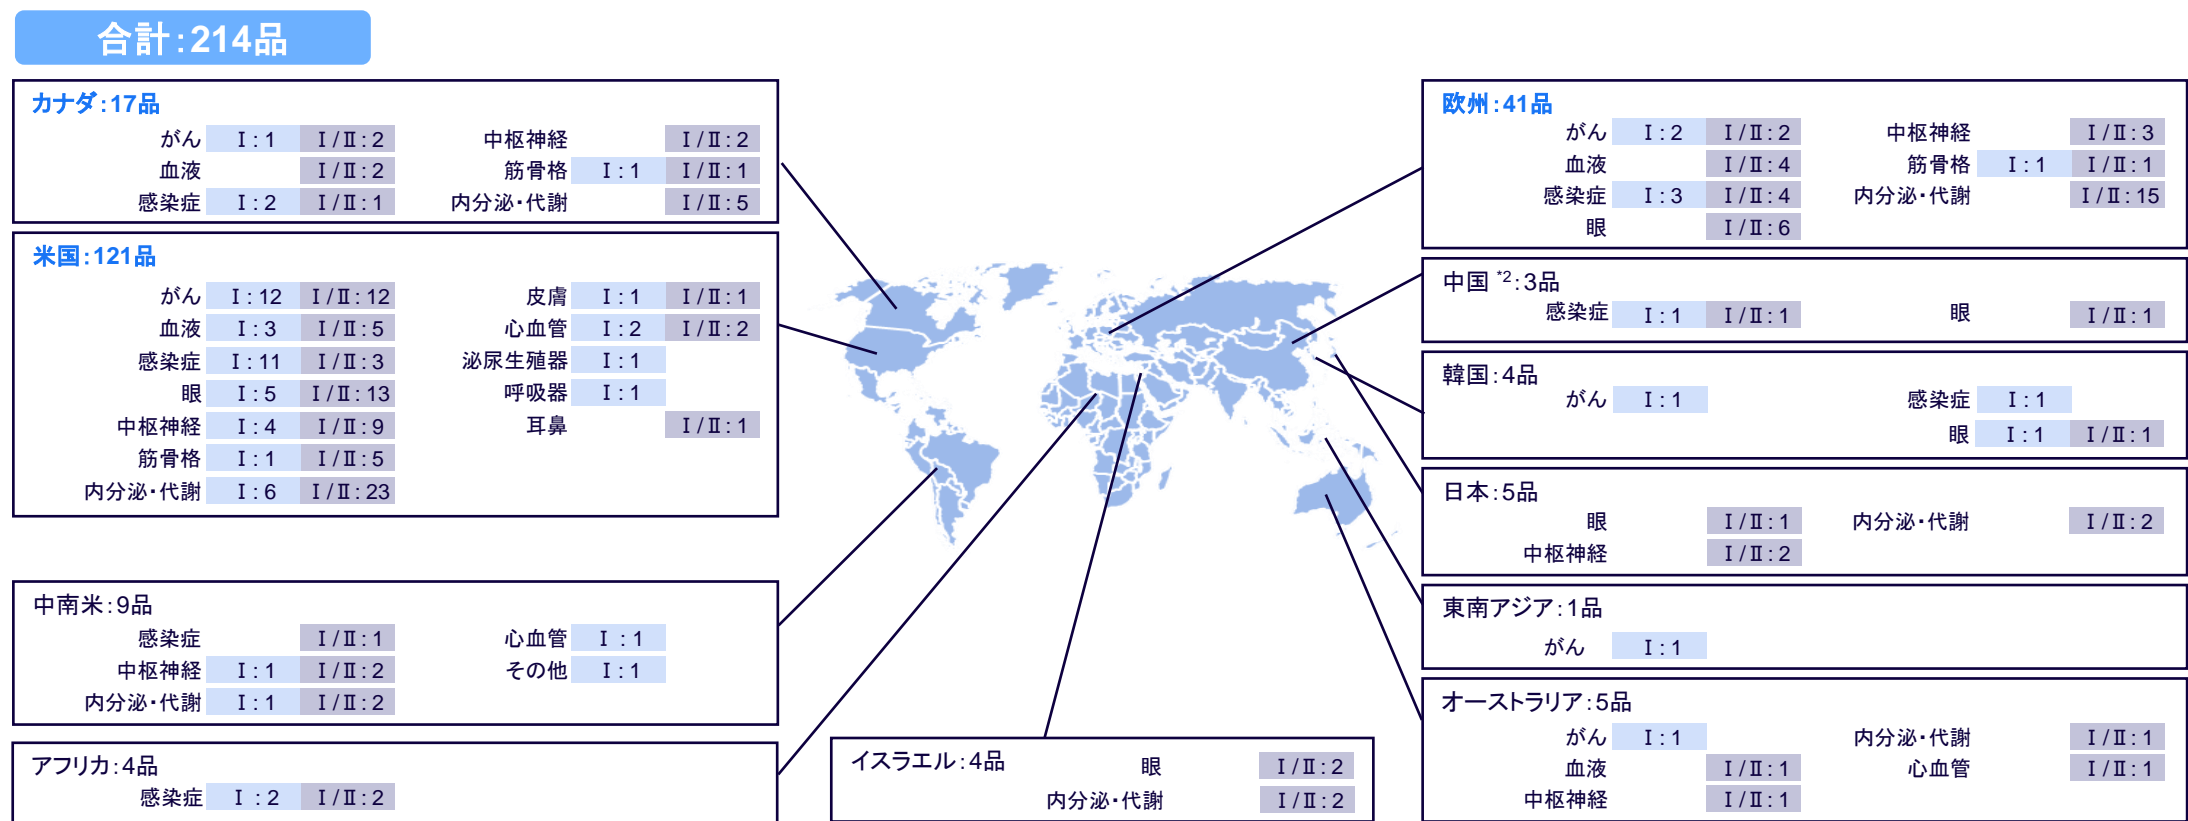 合計:214品
カナダ:17品
がん Ⅰ:1 Ⅰ/Ⅱ:2 中枢神経 Ⅰ/Ⅱ:2
血液 Ⅰ/Ⅱ:2 筋骨格 Ⅰ:1 Ⅰ/Ⅱ:1
感染症 Ⅰ:2 Ⅰ/Ⅱ:1 内分泌・代謝 Ⅰ/Ⅱ:5
米国:121品
がん Ⅰ:12 Ⅰ/Ⅱ:12 皮膚 Ⅰ:1 Ⅰ/Ⅱ:1
血液 Ⅰ:3 Ⅰ/Ⅱ:5 心血管 Ⅰ:2 Ⅰ/Ⅱ:2
感染症 Ⅰ:11 Ⅰ/Ⅱ:3 泌尿生殖器 Ⅰ:1
眼 Ⅰ:5 Ⅰ/Ⅱ:13 呼吸器 Ⅰ:1
中枢神経 Ⅰ:4 Ⅰ/Ⅱ:9 耳鼻 Ⅰ/Ⅱ:1
筋骨格 Ⅰ:1 Ⅰ/Ⅱ:5
内分泌・代謝 Ⅰ:6 Ⅰ/Ⅱ:23
中南米:9品
感染症 Ⅰ/Ⅱ:1 心血管 Ⅰ:1
中枢神経 Ⅰ:1 Ⅰ/Ⅱ:2 その他 Ⅰ:1
内分泌・代謝 Ⅰ:1 Ⅰ/Ⅱ:2
アフリカ:4品
感染症 Ⅰ:2 Ⅰ/Ⅱ:2
イスラエル:4品 眼 Ⅰ/Ⅱ:2
内分泌・代謝 Ⅰ/Ⅱ:2
欧州:41品
がん Ⅰ:2 Ⅰ/Ⅱ:2 中枢神経 Ⅰ/Ⅱ:3
血液 Ⅰ/Ⅱ:4 筋骨格 Ⅰ:1 Ⅰ/Ⅱ:1
感染症 Ⅰ:3 Ⅰ/Ⅱ:4 内分泌・代謝 Ⅰ/Ⅱ:15
眼 Ⅰ/Ⅱ:6
中国 *2:3品
感染症 Ⅰ:1 Ⅰ/Ⅱ:1 眼 Ⅰ/Ⅱ:1
韓国:4品
がん Ⅰ:1 感染症 Ⅰ:1
眼 Ⅰ:1 Ⅰ/Ⅱ:1
日本:5品
眼 Ⅰ/Ⅱ:1 内分泌・代謝 Ⅰ/Ⅱ:2
中枢神経 Ⅰ/Ⅱ:2
東南アジア:1品
がん Ⅰ:1
オーストラリア:5品
がん Ⅰ:1 内分泌・代謝 Ⅰ/Ⅱ:1
血液 Ⅰ/Ⅱ:1 心血管 Ⅰ/Ⅱ:1
中枢神経 Ⅰ/Ⅱ:1